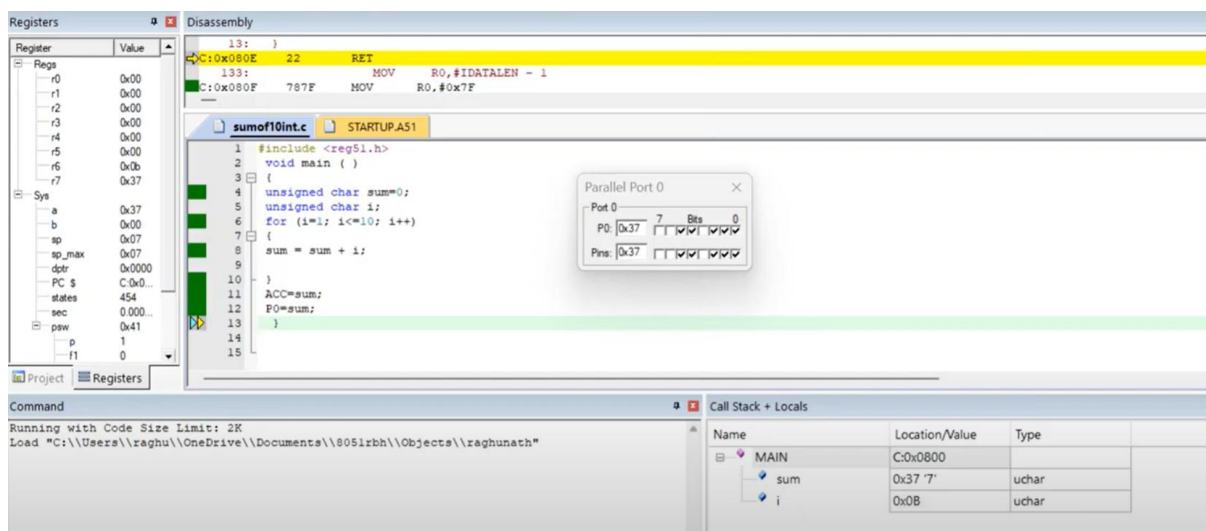 Registers
Register Value
Regs
r0 0x00
r1 0x00
r2 0x00
r3 0x00
r4 0x00
r5 0x00
r6 0x0b
r7 0x37
Sys
a 0x37
b 0x00
sp 0x07
sp_max 0x07
dptr 0x0000
PC $ C:0x0...
states 454
sec 0.000...
psw 0x41
p 1
f1 0
Project Registers
Disassembly
13: }
C:0x080E 22 RET
133: MOV R0,#IDATALEN - 1
C:0x080F 787F MOV R0,#0x7F
sumof10int.c STARTUP.A51
1 #include <reg51.h>
2 void main ( )
3 {
4 unsigned char sum=0;
5 unsigned char i;
6 for (i=1; i<=10; i++)
7 {
8 sum = sum + i;
9
10 }
11 ACC=sum;
12 P0=sum;
13 }
14
15
Parallel Port 0
Port 0
7 Bits 0
P0: 0x37
Pins: 0x37
Command
Running with Code Size Limit: 2K
Load "C:\\Users\\raghu\\OneDrive\\Documents\\8051rbh\\Objects\\raghunath"
Call Stack + Locals
Name Location/Value Type
MAIN C:0x0800
sum 0x37 '7' uchar
i 0x0B uchar